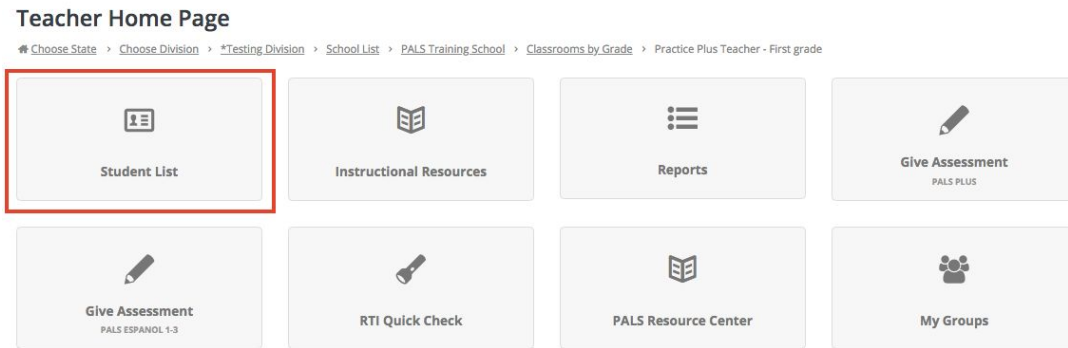 Teacher Home Page
Choose State > Choose Division > *Testing Division > School List > PALS Training School > Classrooms by Grade > Practice Plus Teacher - First grade
Student List
Instructional Resources
Reports
Give Assessment
PALS PLUS
Give Assessment
PALS ESPANOL 1-3
RTI Quick Check
PALS Resource Center
My Groups